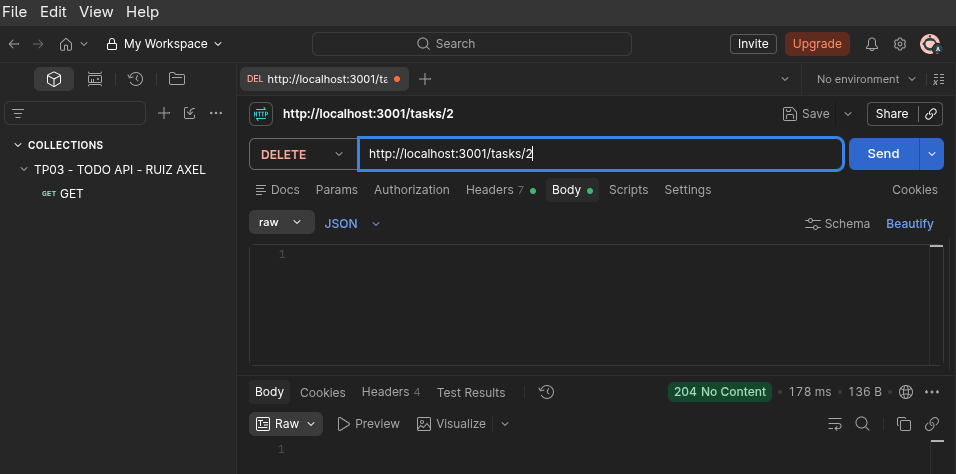 File Edit View Help
My Workspace Search Invite Upgrade
DEL http://localhost:3001/ta No environment
HTTP http://localhost:3001/tasks/2 Save Share
COLLECTIONS
TP03 - TODO API - RUIZ AXEL
GET GET
DELETE http://localhost:3001/tasks/2 Send
Docs Params Authorization Headers 7 Body Scripts Settings Cookies
raw JSON Schema Beautify
1
Body Cookies Headers 4 Test Results 204 No Content 178 ms 136 B
Raw Preview Visualize
1